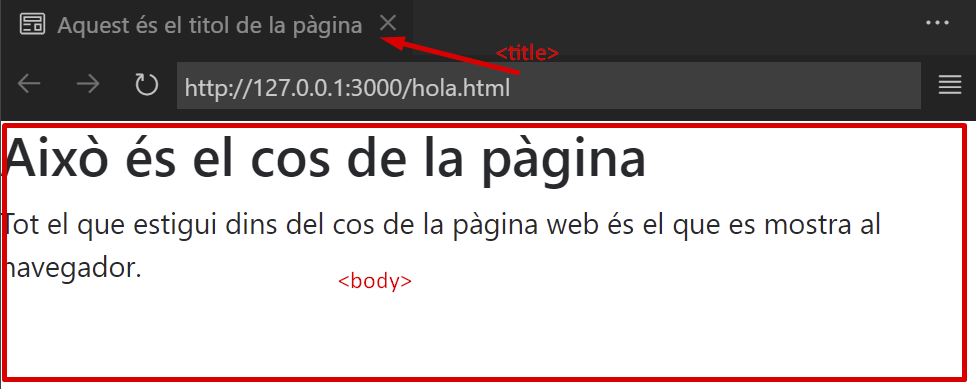 Aquest és el titol de la pàgina
<title>
http://127.0.0.1:3000/hola.html
Això és el cos de la pàgina
Tot el que estigui dins del cos de la pàgina web és el que es mostra al
navegador.
<body>